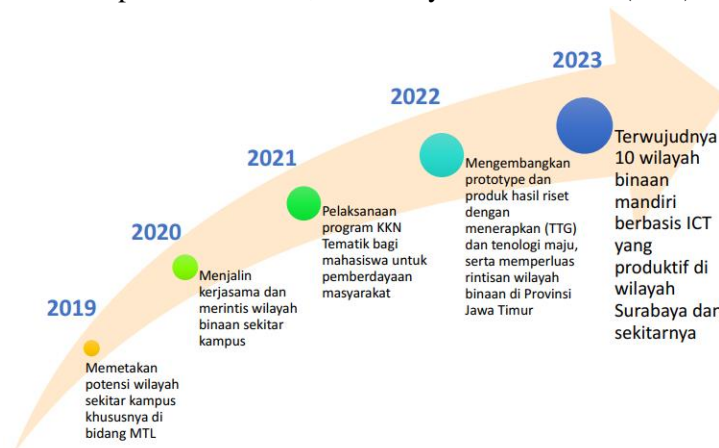 2019
Memetakan
potensi wilayah
sekitar kampus
khususnya di
bidang MTL
2020
Menjalin
kerjasama dan
merintis wilayah
binaan sekitar
kampus
2021
Pelaksanaan
program KKN
Tematik bagi
mahasiswa untuk
pemberdayaan
masyarakat
2022
Mengembangkan
prototype dan
produk hasil riset
dengan
menerapkan (TTG)
dan tenologi maju,
serta memperluas
rintisan wilayah
binaan di Provinsi
Jawa Timur
2023
Terwujudnya
10 wilayah
binaan
mandiri
berbasis ICT
yang
produktif di
wilayah
Surabaya dan
sekitarnya